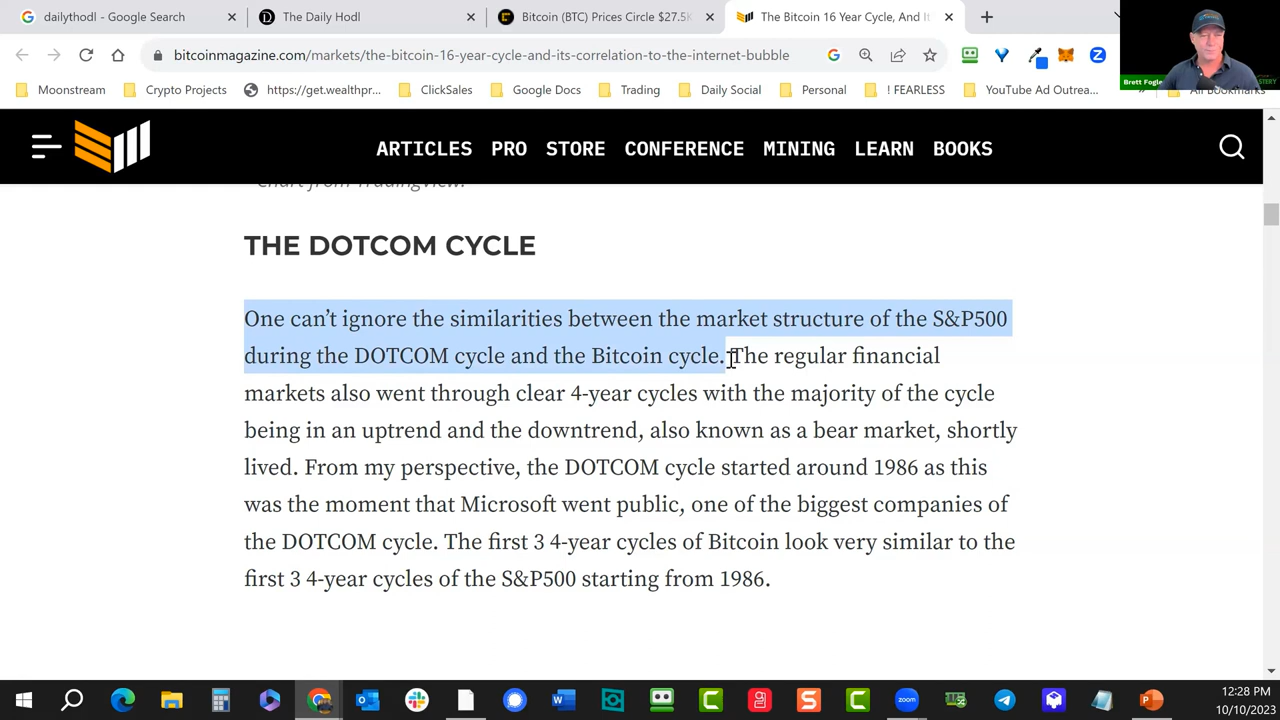 dailythodl - Google Search
The Daily Hodl
Bitcoin (BTC) Prices Circle $27.5K
The Bitcoin 16 Year Cycle, And It
bitcoinmagazine.com/markets/the-bitcoin-16-year-cycle-and-its-correlation-to-the-internet-bubble
Moonstream
Crypto Projects
https://get.wealthpr...
Cookies
Google DS
Trading
Daily Social
Personal
! FEARLESS
YouTube Ad Outrea...
All Bookmarks
Brett Fogle
ARTICLES PRO STORE CONFERENCE MINING LEARN BOOKS
Chart from TradingView.
THE DOTCOM CYCLE
One can’t ignore the similarities between the market structure of the S&P500
during the DOTCOM cycle and the Bitcoin cycle. The regular financial
markets also went through clear 4-year cycles with the majority of the cycle
being in an uptrend and the downtrend, also known as a bear market, shortly
lived. From my perspective, the DOTCOM cycle started around 1986 as this
was the moment that Microsoft went public, one of the biggest companies of
the DOTCOM cycle. The first 3 4-year cycles of Bitcoin look very similar to the
first 3 4-year cycles of the S&P500 starting from 1986.
zoom
12:28 PM
10/10/2023